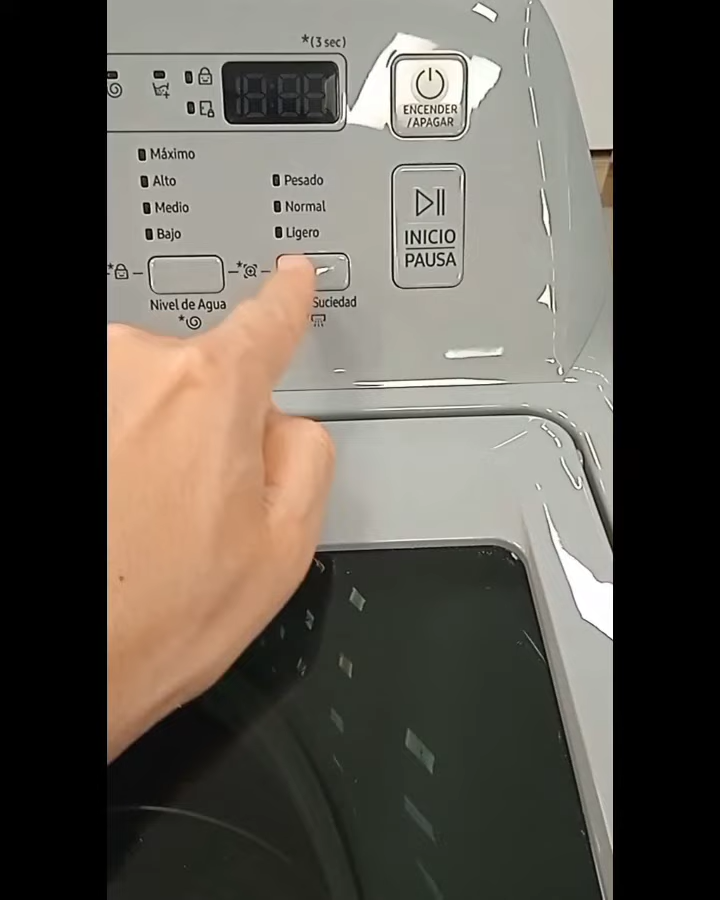 *(3 sec)
ENCENDER
/APAGAR
Máximo
Alto
Medio
Bajo
Pesado
Normal
Ligero
INICIO
PAUSA
Nivel de Agua
Suciedad